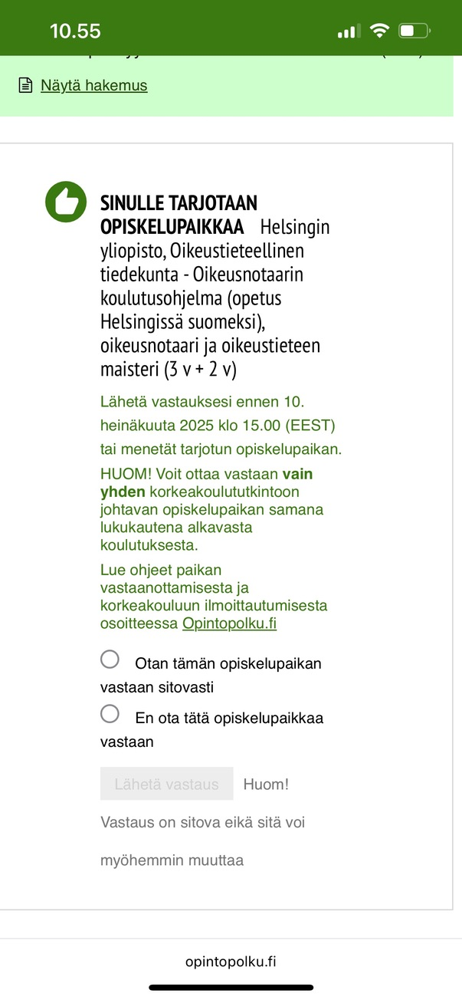 10.55
Näytä hakemus
SINULLE TARJOTAAN
OPISKELUPAIKKAA Helsingin
yliopisto, Oikeustieteellinen
tiedekunta - Oikeusnotaarin
koulutusohjelma (opetus
Helsingissä suomeksi),
oikeusnotaari ja oikeustieteen
maisteri (3 v + 2 v)
Lähetä vastauksesi ennen 10.
heinäkuuta 2025 klo 15.00 (EEST)
tai menetät tarjotun opiskelupaikan.
HUOM! Voit ottaa vastaan vain
yhden korkeakoulututkintoon
johtavan opiskelupaikan samana
lukukautena alkavasta
koulutuksesta.
Lue ohjeet paikan
vastaanottamisesta ja
korkeakouluun ilmoittautumisesta
osoitteessa Opintopolku.fi
Otan tämän opiskelupaikan
vastaan sitovasti
En ota tätä opiskelupaikkaa
vastaan
Lähetä vastaus Huom!
Vastaus on sitova eikä sitä voi
myöhemmin muuttaa
opintopolku.fi